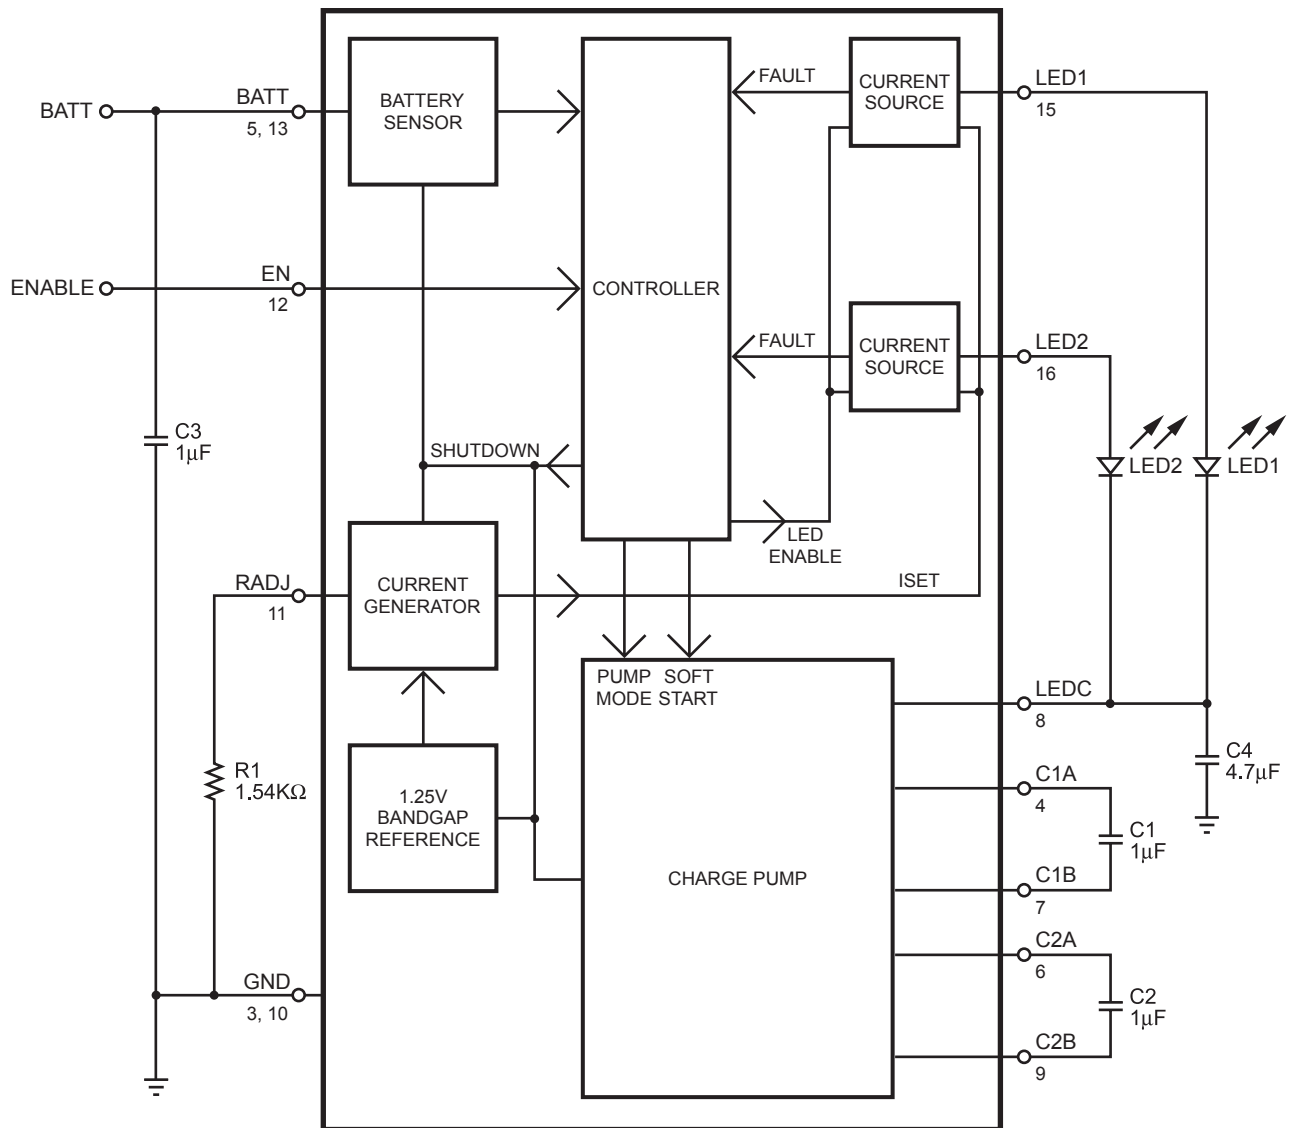 BATT
BATT
5, 13
BATTERY
SENSOR
FAULT
CURRENT
SOURCE
LED1
15
ENABLE
EN
12
CONTROLLER
FAULT
CURRENT
SOURCE
LED2
16
C3
1μF
SHUTDOWN
LED2
LED1
LED
ENABLE
RADJ
11
CURRENT
GENERATOR
ISET
PUMP
MODE
SOFT
START
LEDC
8
R1
1.54KΩ
1.25V
BANDGAP
REFERENCE
C4
4.7μF
C1A
4
C1
1μF
CHARGE PUMP
C1B
7
C2A
6
GND
3, 10
C2
1μF
C2B
9